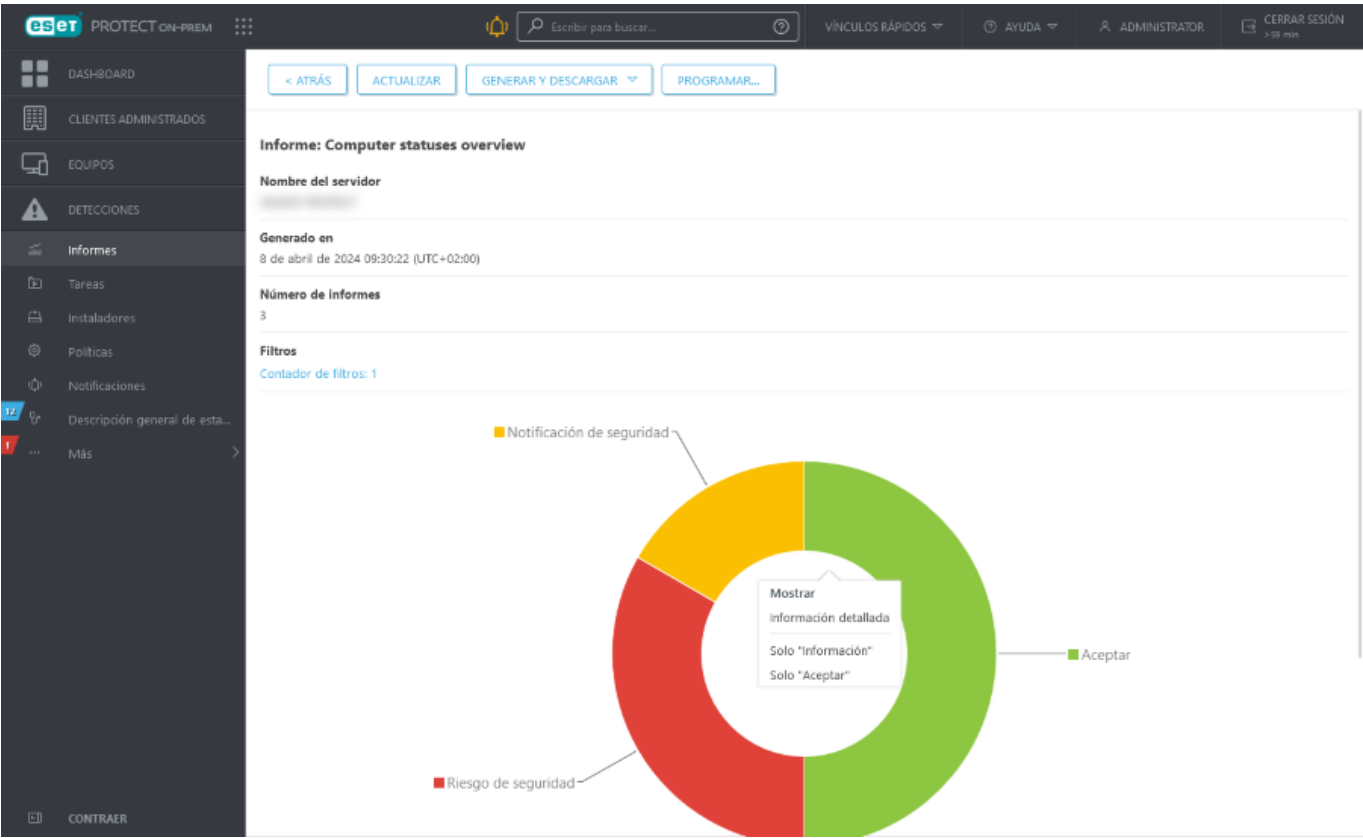 eset PROTECT ON-PREM
Escribir para buscar...
VÍNCULOS RÁPIDOS
AYUDA
ADMINISTRATOR
CERRAR SESIÓN
>59 min
DASHBOARD
CLIENTES ADMINISTRADOS
EQUIPOS
DETECCIONES
Informes
Tareas
Instaladores
Políticas
Notificaciones
12
Descripción general de esta...
1
Más
CONTRAER
< ATRÁS
ACTUALIZAR
GENERAR Y DESCARGAR
PROGRAMAR...
Informe: Computer statuses overview
Nombre del servidor
Generado en
8 de abril de 2024 09:30:22 (UTC+02:00)
Número de informes
3
Filtros
Contador de filtros: 1
Notificación de seguridad
Mostrar
Información detallada
Solo "Información"
Solo "Aceptar"
Aceptar
Riesgo de seguridad